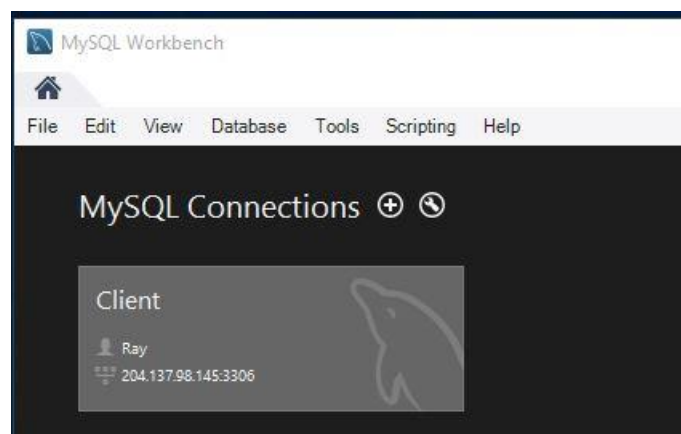 MySQL Workbench
File Edit View Database Tools Scripting Help
MySQL Connections
Client
Ray
204.137.98.145:3306